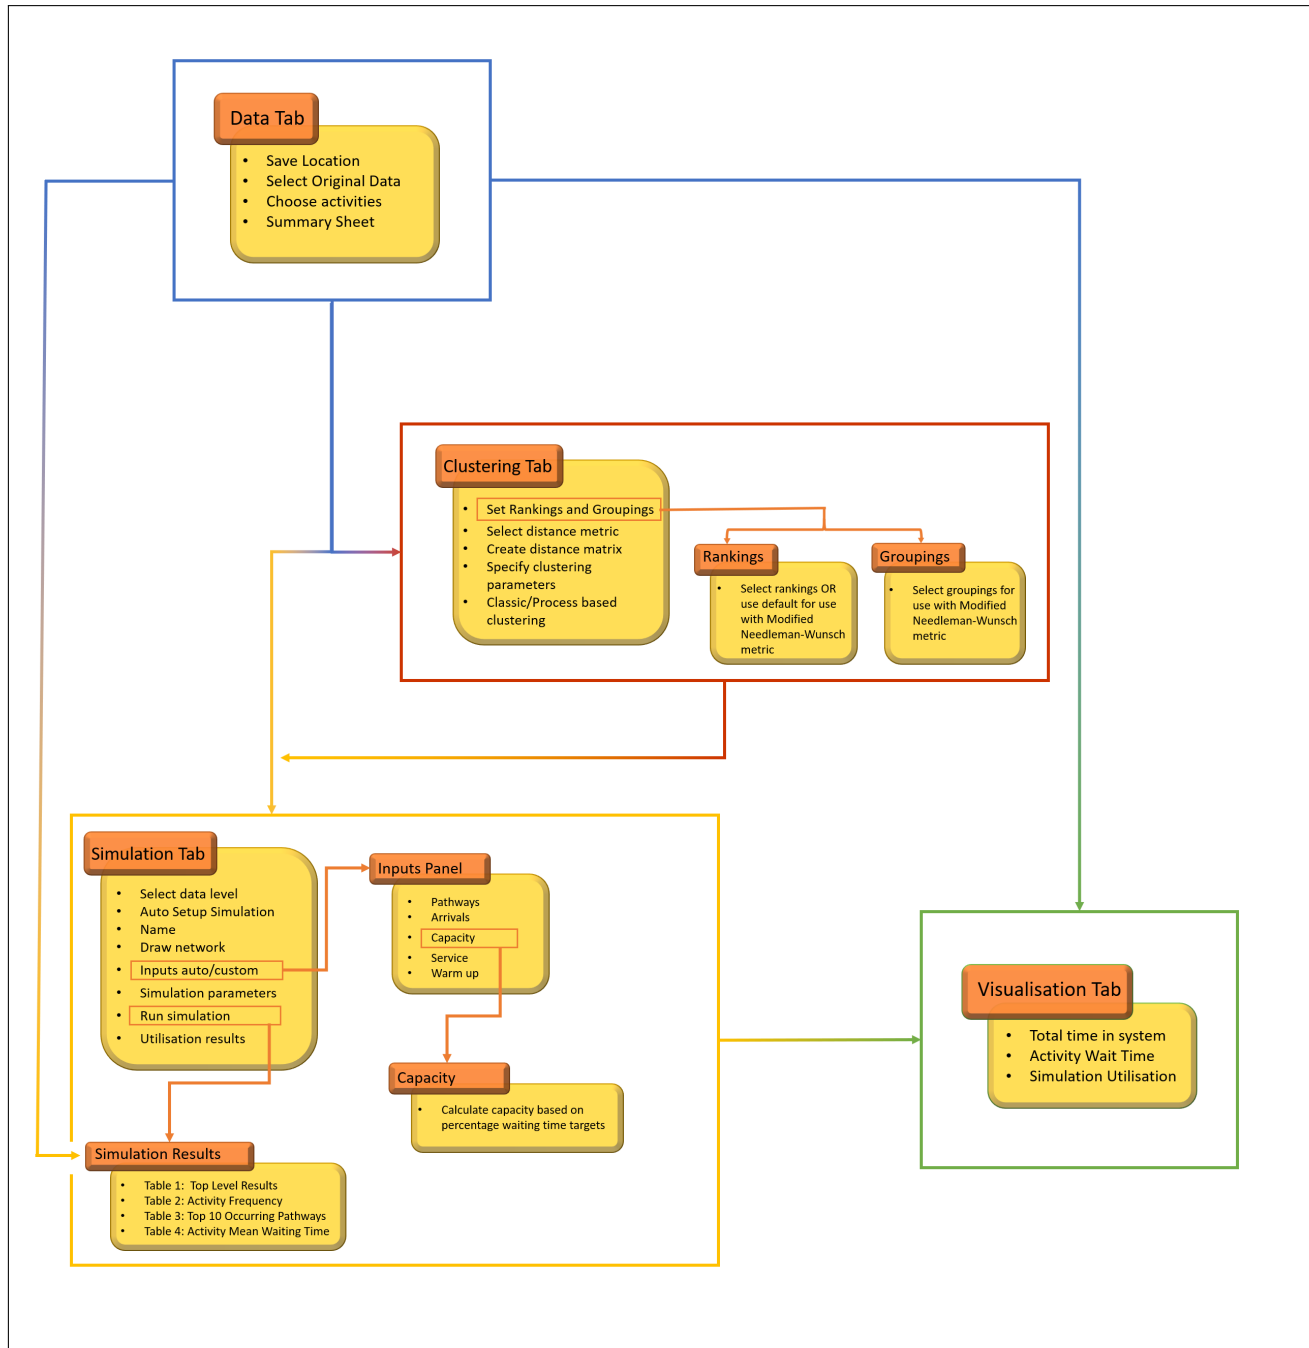 Data Tab
• Save Location
• Select Original Data
• Choose activities
• Summary Sheet
Clustering Tab
• Set Rankings and Groupings
• Select distance metric
• Create distance matrix
• Specify clustering
parameters
• Classic/Process based
clustering
Rankings
• Select rankings OR
use default for use
with Modified
Needleman-Wunsch
metric
Groupings
• Select groupings for
use with Modified
Needleman-Wunsch
metric
Simulation Tab
• Select data level
• Auto Setup Simulation
• Name
• Draw network
• Inputs auto/custom
• Simulation parameters
• Run simulation
• Utilisation results
Inputs Panel
• Pathways
• Arrivals
• Capacity
• Service
• Warm up
Capacity
• Calculate capacity based on
percentage waiting time targets
Simulation Results
• Table 1: Top Level Results
• Table 2: Activity Frequency
• Table 3: Top 10 Occurring Pathways
• Table 4: Activity Mean Waiting Time
Visualisation Tab
• Total time in system
• Activity Wait Time
• Simulation Utilisation